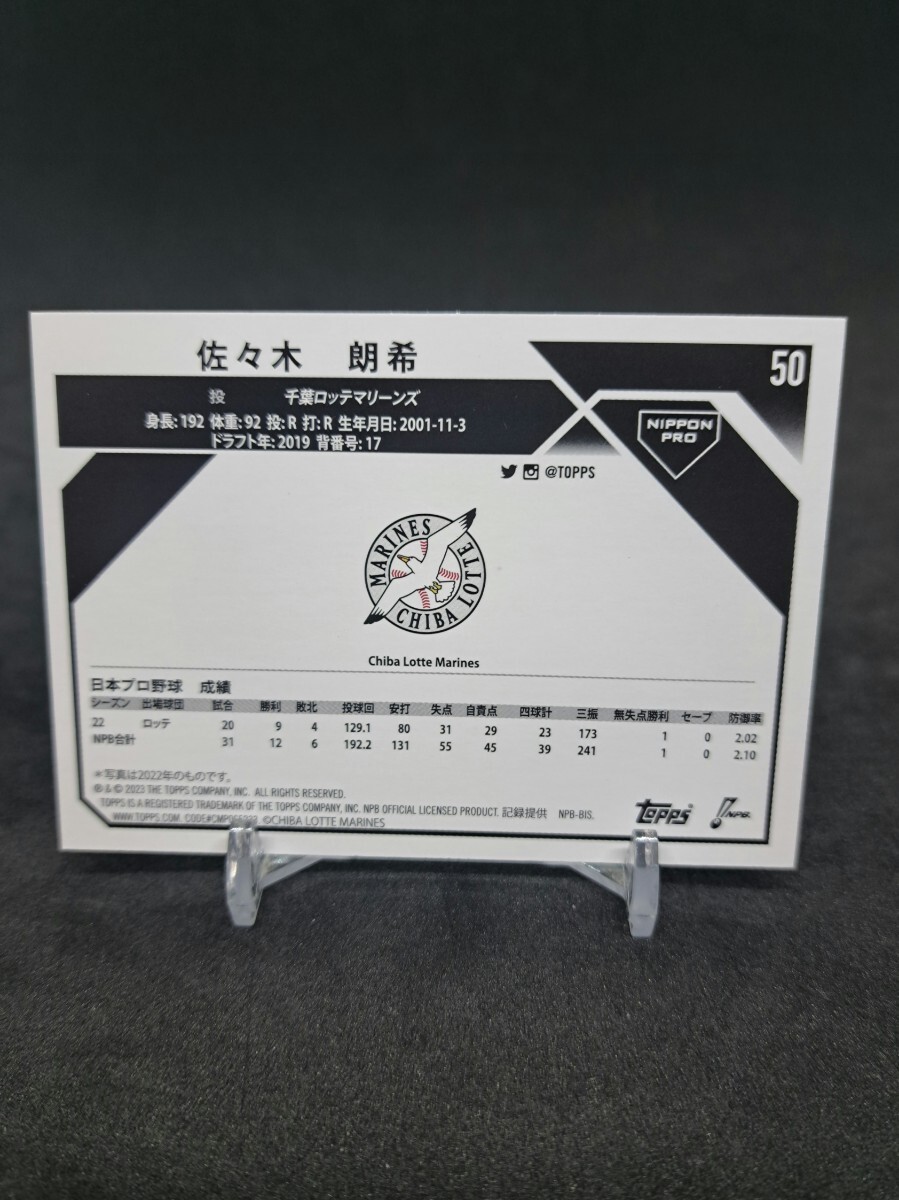 佐々木 朗希
50
投 千葉ロッテマリーンズ
身長: 192 体重: 92 投: R 打: R 生年月日: 2001-11-3
ドラフト年: 2019 背番号: 17
NIPPON
PRO
@TOPPS
MARINES
CHIBA LOTTE
Chiba Lotte Marines
日本プロ野球 成績
シーズン 出場球団 試合 勝利 敗北 投球回 安打 失点 自責点 四球計 三振 無失点勝利 セーブ 防御率
22 ロッテ 20 9 4 129.1 80 31 29 23 173 1 0 2.02
NPB合計 31 12 6 192.2 131 55 45 39 241 1 0 2.10
*写真は2022年のものです。
® & © 2023 THE TOPPS COMPANY, INC. ALL RIGHTS RESERVED.
TOPPS IS A REGISTERED TRADEMARK OF THE TOPPS COMPANY, INC. NPB OFFICIAL LICENSED PRODUCT. 記録提供 NPB-BIS.
WWW.TOPPS.COM. ©CHIBA LOTTE MARINES
Topps
NPB